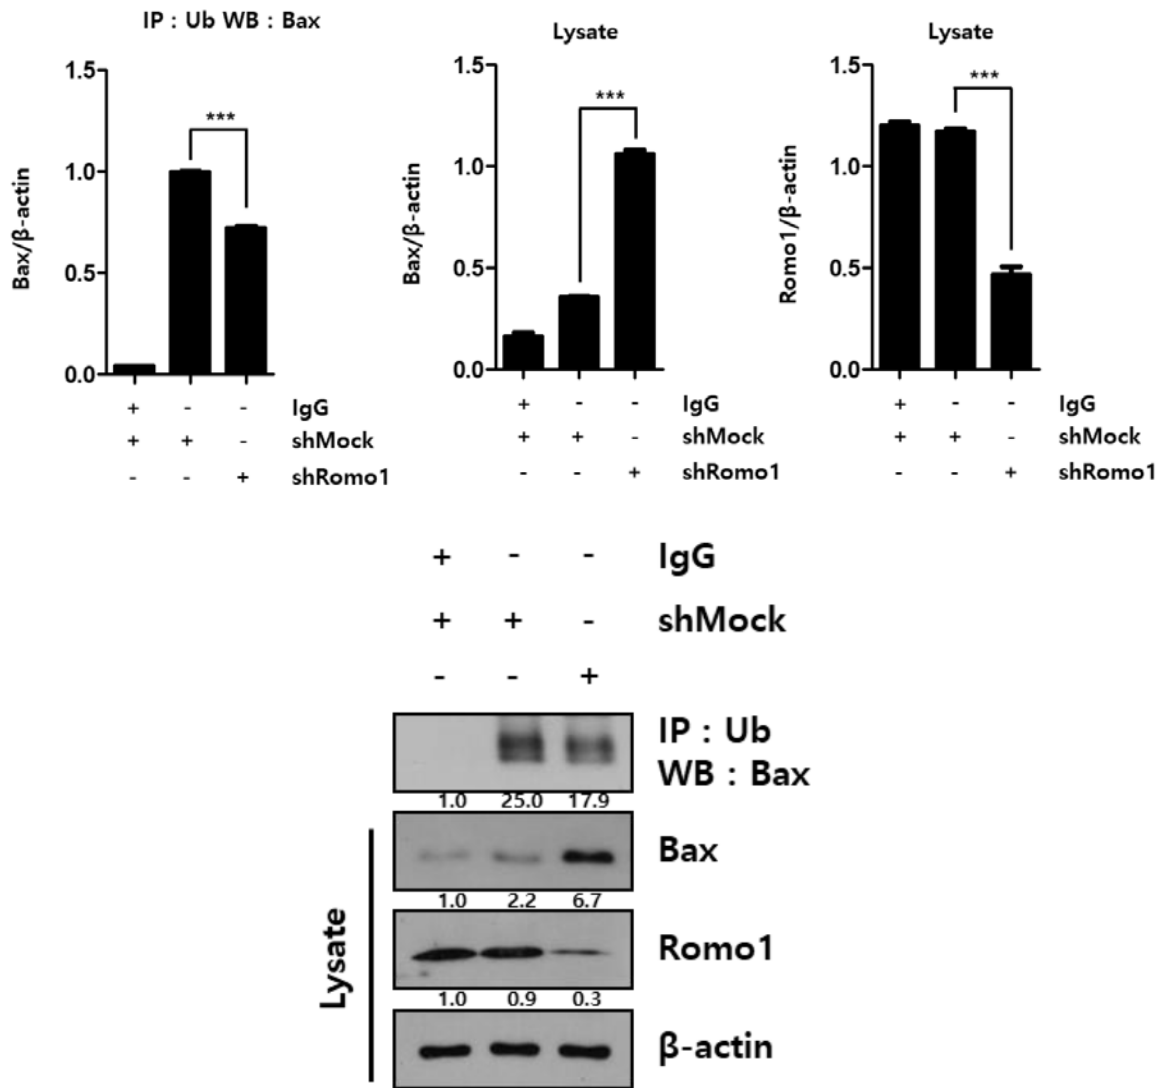 IP : Ub WB : Bax
Bax/β-actin
1.5
1.0
0.5
0.0
***
+ - - IgG
+ + - shMock
- - + shRomo1
Lysate
Bax/β-actin
1.5
1.0
0.5
0.0
***
+ - - IgG
+ + - shMock
- - + shRomo1
Lysate
Romo1/β-actin
1.5
1.0
0.5
0.0
***
+ - - IgG
+ + - shMock
- - + shRomo1
+ - - IgG
+ + - shMock
- - +
IP : Ub
WB : Bax
1.0 25.0 17.9
Lysate
Bax
1.0 2.2 6.7
Romo1
1.0 0.9 0.3
β-actin